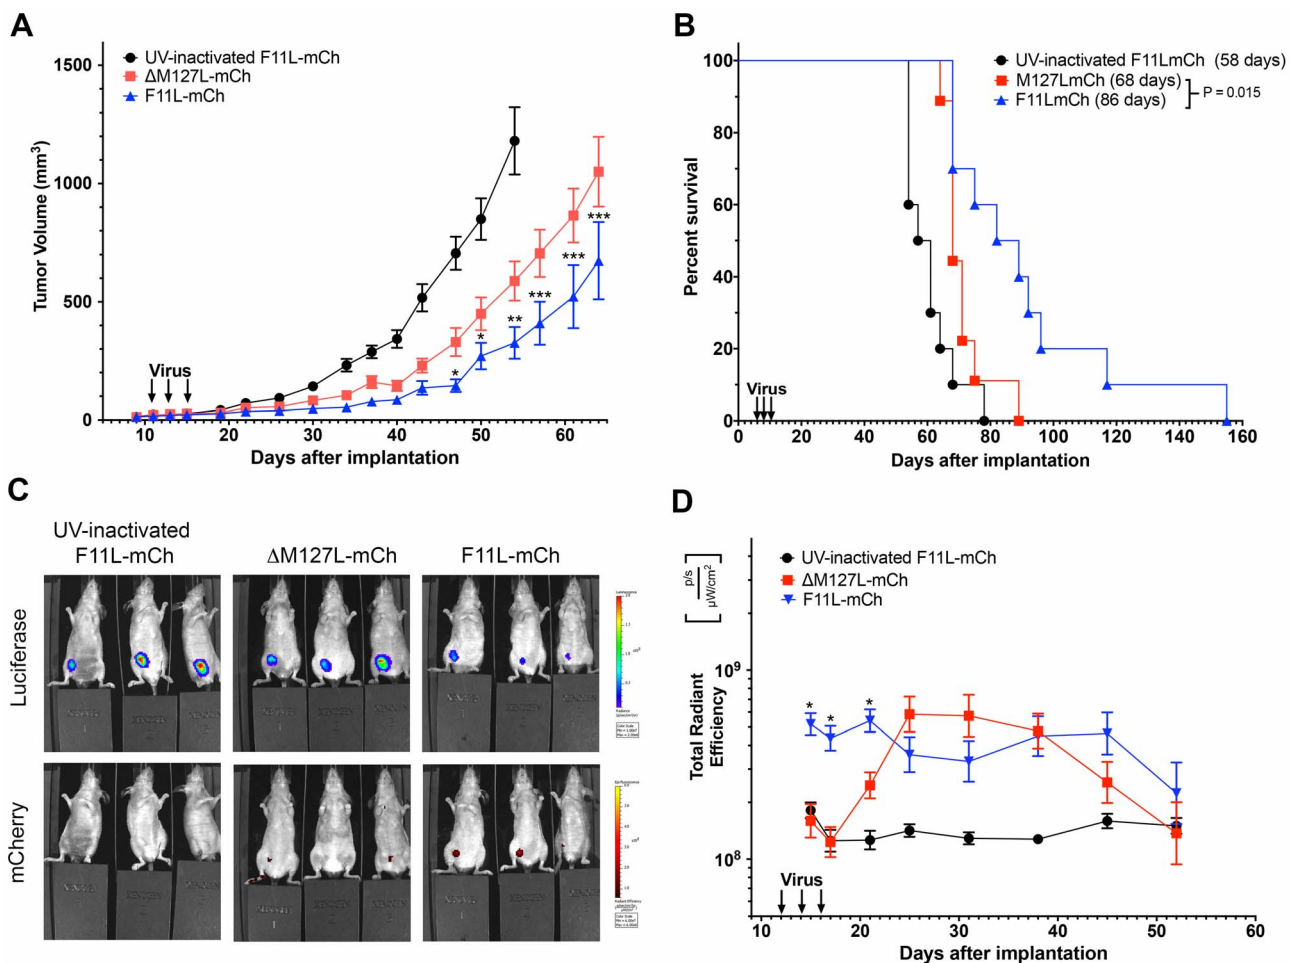 A
UV-inactivated F11L-mCh
ΔM127L-mCh
F11L-mCh
Tumor Volume (mm³)
1500
1000
500
0
Virus
*
*
**
***
***
***
10
20
30
40
50
60
Days after implantation
B
UV-inactivated F11LmCh (58 days)
M127LmCh (68 days)
F11LmCh (86 days)
P = 0.015
Percent survival
100
80
60
40
20
0
Virus
0
20
40
60
80
100
120
140
160
Days after implantation
C
UV-inactivated
F11L-mCh
ΔM127L-mCh
F11L-mCh
Luciferase
mCherry
D
p/s
µW/cm²
UV-inactivated F11L-mCh
ΔM127L-mCh
F11L-mCh
Total Radiant
Efficiency
10⁹
10⁸
*
*
*
Virus
10
20
30
40
50
60
Days after implantation